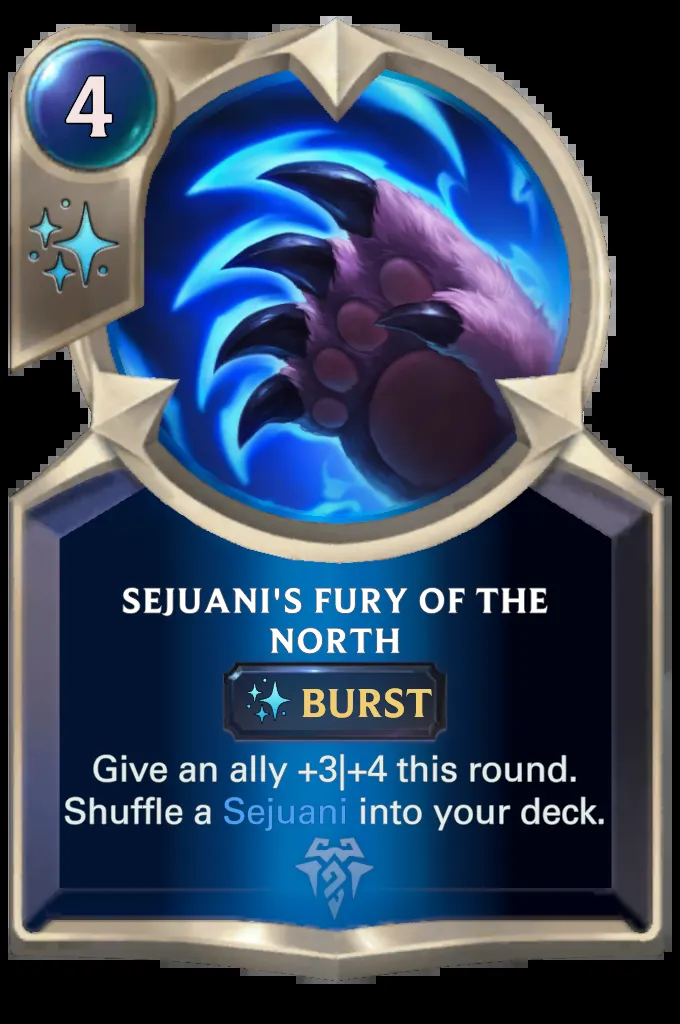 4
SEJUANI'S FURY OF THE
NORTH
BURST
Give an ally +3|+4 this round.
Shuffle a Sejuani into your deck.